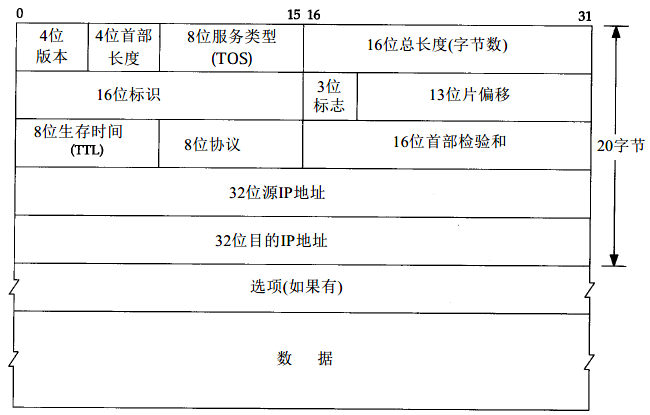 0 15 16 31
4位 4位首部 8位服务类型 16位总长度(字节数)
版本 长度 (TOS)
16位标识 3位 13位片偏移
标志
8位生存时间 8位协议 16位首部检验和 20字节
(TTL)
32位源IP地址
32位目的IP地址
选项(如果有)
数 据